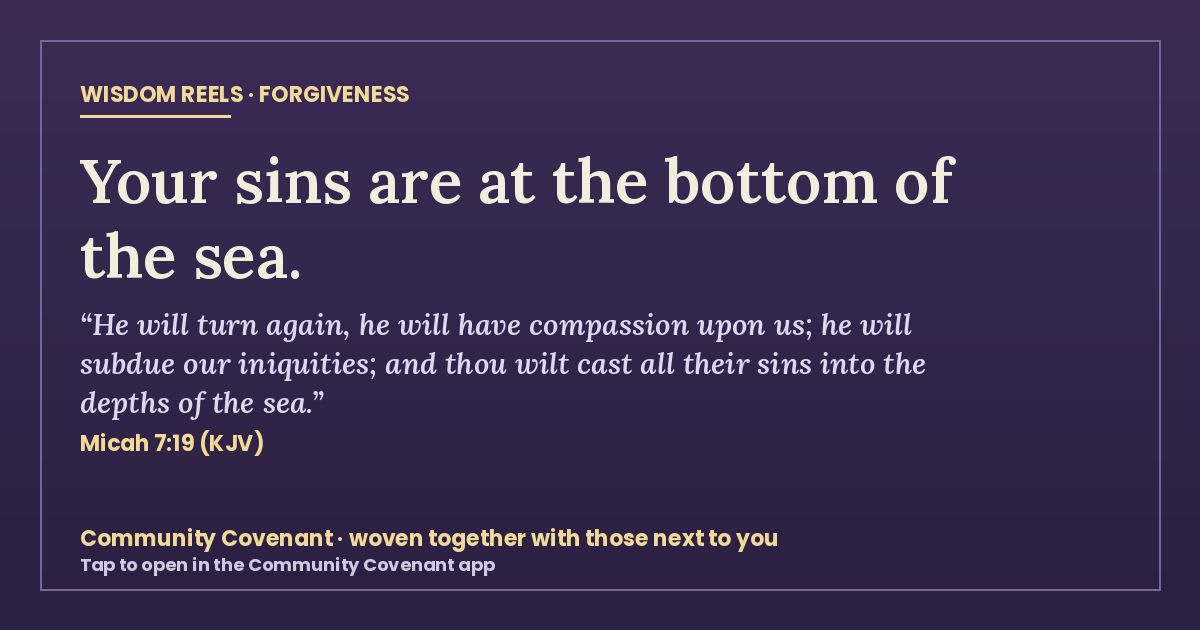 WISDOM REELS · FORGIVENESS
Your sins are at the bottom of
the sea.
“He will turn again, he will have compassion upon us; he will
subdue our iniquities; and thou wilt cast all their sins into the
depths of the sea.”
Micah 7:19 (KJV)
Community Covenant · woven together with those next to you
Tap to open in the Community Covenant app